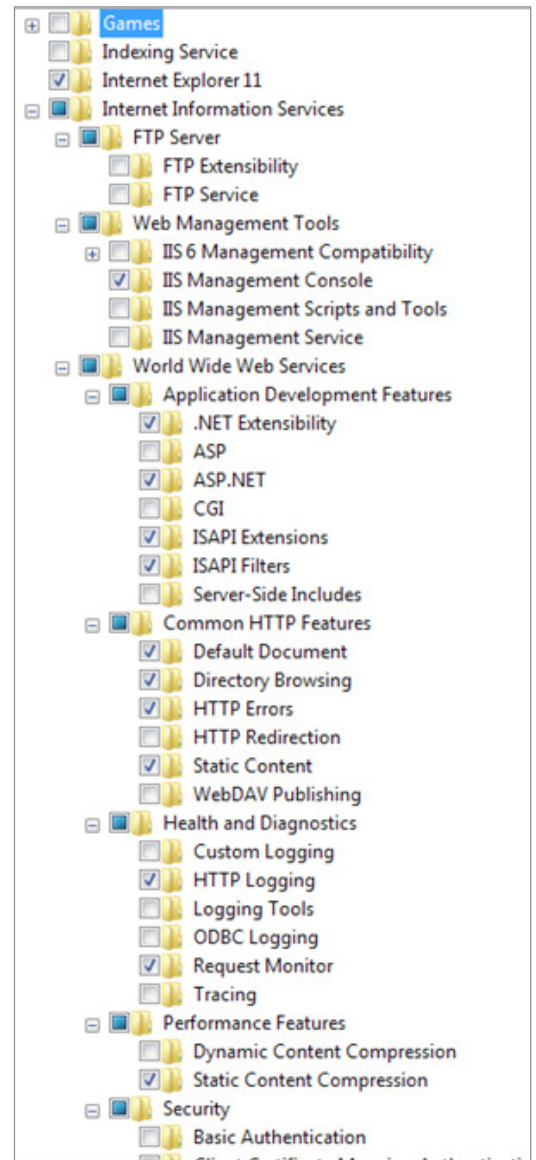 Games
Indexing Service
Internet Explorer 11
Internet Information Services
FTP Server
FTP Extensibility
FTP Service
Web Management Tools
IIS 6 Management Compatibility
IIS Management Console
IIS Management Scripts and Tools
IIS Management Service
World Wide Web Services
Application Development Features
.NET Extensibility
ASP
ASP.NET
CGI
ISAPI Extensions
ISAPI Filters
Server-Side Includes
Common HTTP Features
Default Document
Directory Browsing
HTTP Errors
HTTP Redirection
Static Content
WebDAV Publishing
Health and Diagnostics
Custom Logging
HTTP Logging
Logging Tools
ODBC Logging
Request Monitor
Tracing
Performance Features
Dynamic Content Compression
Static Content Compression
Security
Basic Authentication